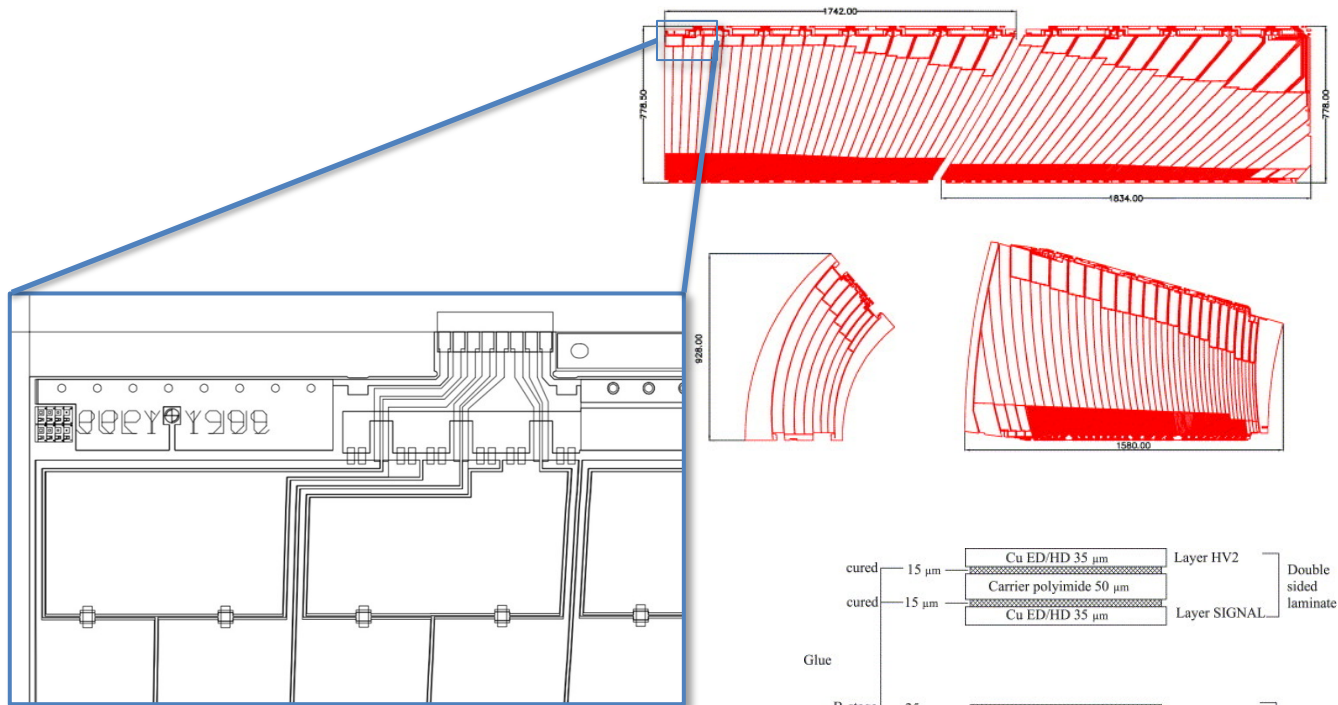 1742.00
778.50
778.00
1834.00
928.00
1580.00
Cu ED/HD 35 μm
Layer HV2
cured
15 μm
Carrier polyimide 50 μm
Double
sided
laminate
cured
15 μm
Cu ED/HD 35 μm
Layer SIGNAL
Glue